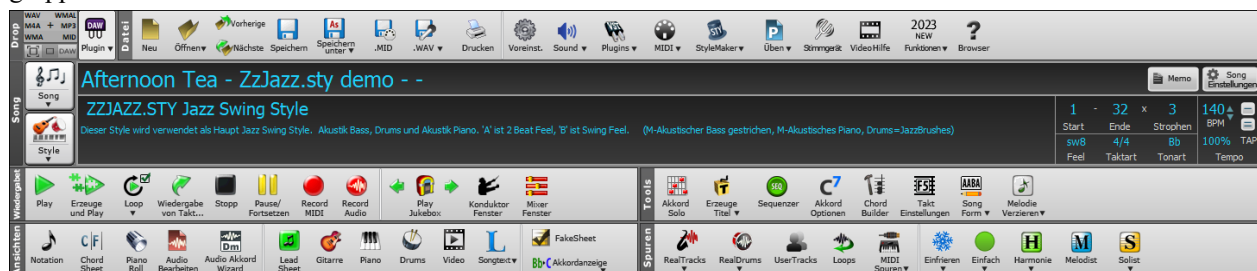 WAV WMAL
M4A + MP3
WMA MID
DAW
Drop
DAW
Plugin
Datei
Neu
Öffnen
Vorherige
Nächste
Speichern
As
Speichern unter
.MID
.WAV
Drucken
Voreinst.
Sound
Plugins
MIDI
StyleMaker
Üben
Stimmgerät
VideoHilfe
2023
NEW
Funktionen
Browser
Song
Song
Afternoon Tea - ZzJazz.sty demo - -
Memo
Song
Einstellungen
Style
ZZJAZZ.STY Jazz Swing Style
Dieser Style wird verwendet als Haupt Jazz Swing Style. Akustik Bass, Drums und Akustik Piano. 'A' ist 2 Beat Feel, 'B' ist Swing Feel. (M-Akustischer Bass gestrichen, M-Akustisches Piano, Drums=JazzBrushes)
1 - 32 x 3 140
Start Ende Strophen BPM
sw8 4/4 Bb 100% TAP
Feel Taktart Tonart Tempo
Wiedergabe
Play
Erzeuge
und Play
Loop
Wiedergabe
von Takt...
Stopp
Pause/
Fortsetzen
Record
MIDI
Record
Audio
Play
Jukebox
Konduktor
Fenster
Mixer
Fenster
Tools
Akkord
Solo
Erzeuge
Titel
SEQ
Sequenzer
C7
Akkord
Optionen
Chord
Builder
Takt
Einstellungen
AABA
Song
Form
Melodie
Verzieren
Ansichten
Notation
C F
Chord
Sheet
Piano
Roll
Audio
Bearbeiten
Dm
Audio Akkord
Wizard
Lead
Sheet
Gitarre
Piano
Drums
Video
L
Songtext
FakeSheet
Bb C Akkordanzeige
Spuren
RealTracks
RealDrums
UserTracks
Loops
MIDI
Spuren
Einfrieren
Einfach
H
Harmonie
M
Melodist
S
Solist